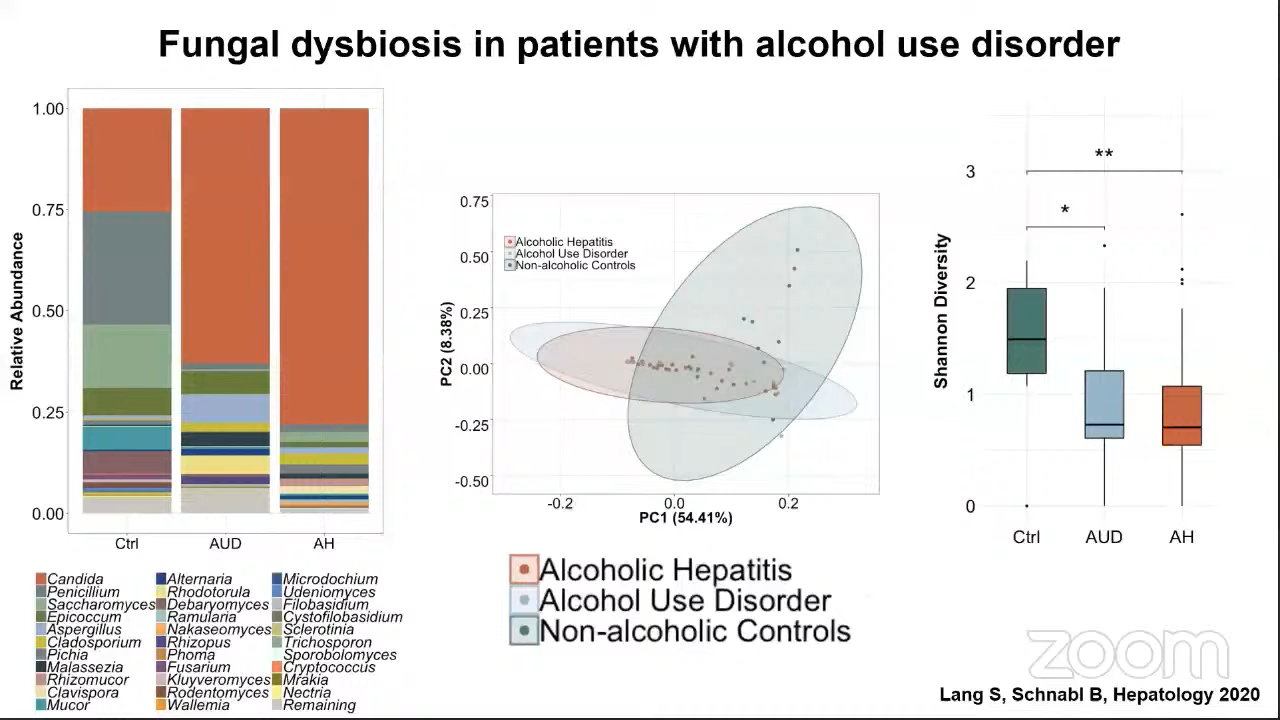 Fungal dysbiosis in patients with alcohol use disorder
Relative Abundance
1.00
0.75
0.50
0.25
0.00
Ctrl AUD AH
Candida Alternaria Microdochium
Penicillium Rhodotorula Udeniomyces
Saccharomyces Debaryomyces Filobasidium
Epicoccum Ramularia Cystofilobasidium
Aspergillus Nakaseomyces Sclerotinia
Cladosporium Rhizopus Trichosporon
Pichia Phoma Sporobolomyces
Malassezia Fusarium Cryptococcus
Rhizomucor Kluyveromyces Mrakia
Clavispora Rodentomyces Nectria
Mucor Wallemia Remaining
PC2 (8.38%)
0.75
0.50
0.25
0.00
-0.25
-0.50
Alcoholic Hepatitis
Alcohol Use Disorder
Non-alcoholic Controls
-0.2 0.0 0.2
PC1 (54.41%)
Alcoholic Hepatitis
Alcohol Use Disorder
Non-alcoholic Controls
Shannon Diversity
3
2
1
0
**
*
Ctrl AUD AH
zoom
Lang S, Schnabl B, Hepatology 2020